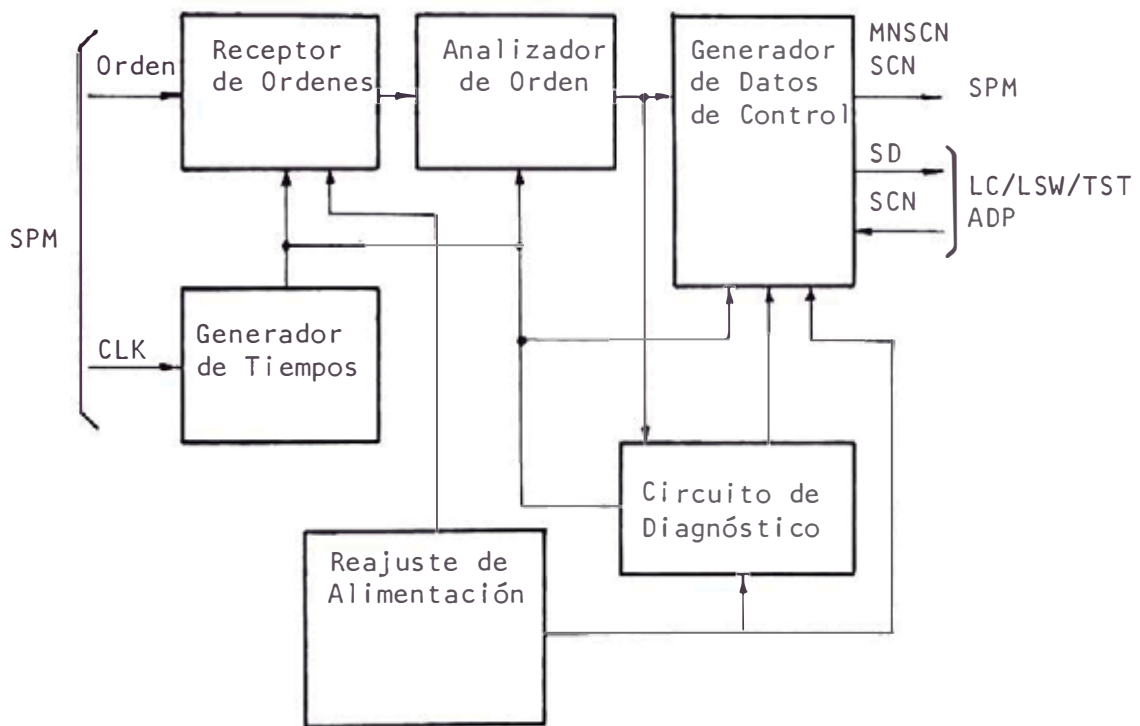 SPM
Orden
CLK
Receptor
de Ordenes
Analizador
de Orden
Generador
de Datos
de Control
MNSCN
SCN
SPM
SD
SCN
LC/LSW/TST
ADP
Generador
de Tiempos
Circuito de
Diagnóstico
Reajuste de
Alimentación